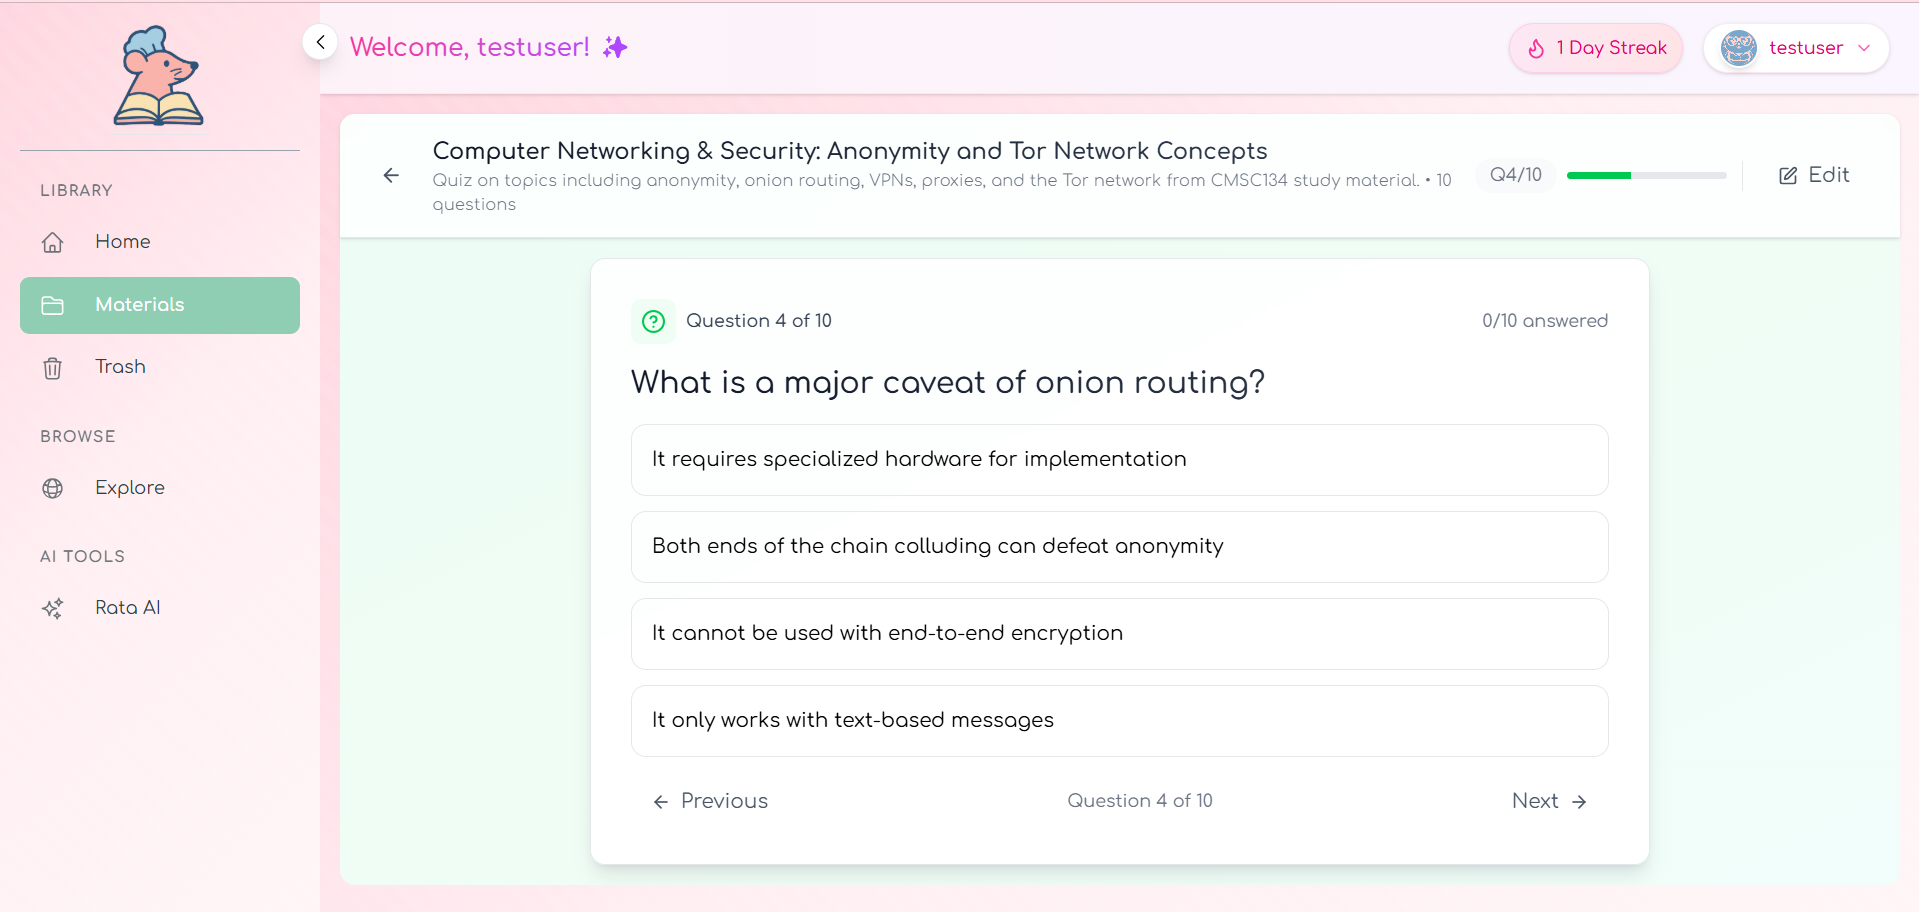 Welcome, testuser!
1 Day Streak
testuser
LIBRARY
Home
Materials
Trash
BROWSE
Explore
AI TOOLS
Rata AI
Computer Networking & Security: Anonymity and Tor Network Concepts
Quiz on topics including anonymity, onion routing, VPNs, proxies, and the Tor network from CMSC134 study material. • 10
questions
Q4/10
Edit
Question 4 of 10
0/10 answered
What is a major caveat of onion routing?
It requires specialized hardware for implementation
Both ends of the chain colluding can defeat anonymity
It cannot be used with end-to-end encryption
It only works with text-based messages
Previous
Question 4 of 10
Next